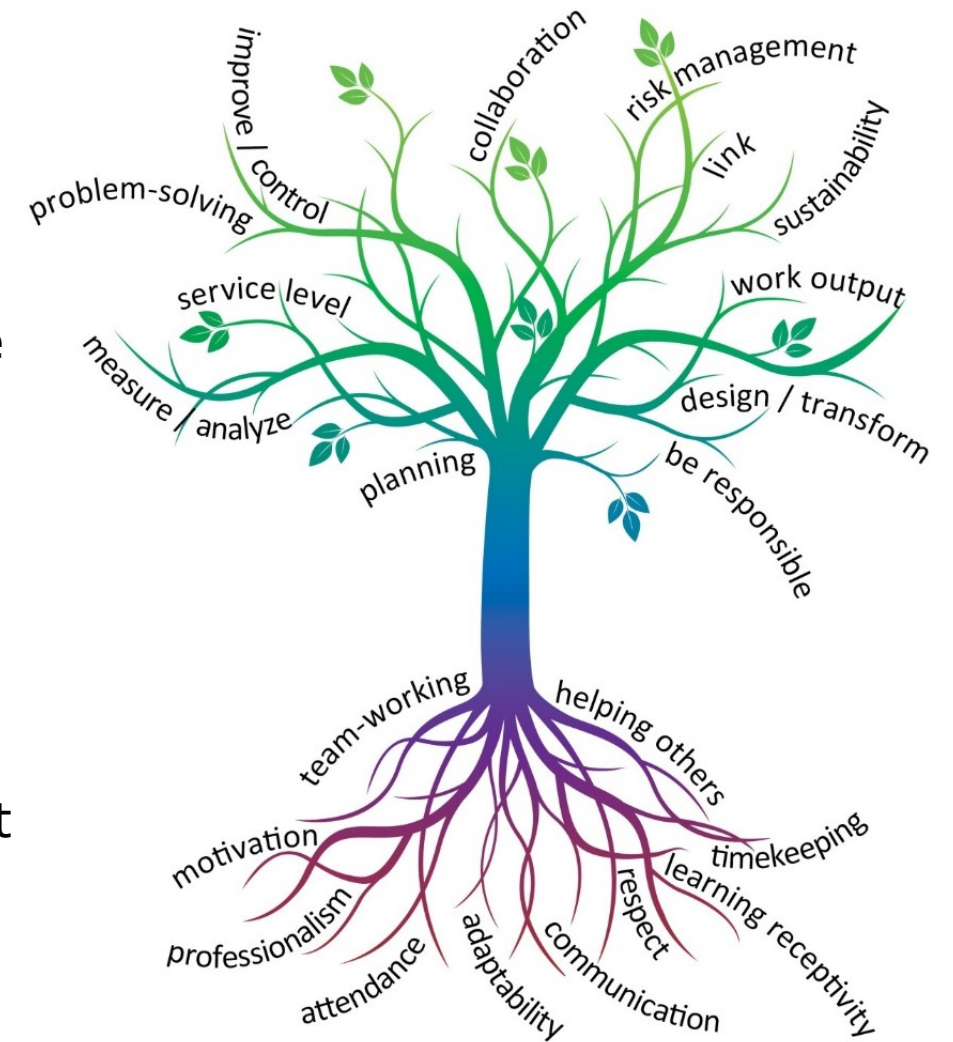 improve / control
collaboration
risk management
link
sustainability
problem-solving
service level
work output
measure / analyze
design / transform
planning
be responsible
e
team-working
helping others
t
motivation
timekeeping
learning receptivity
professionalism
respect
attendance
adaptability
communication